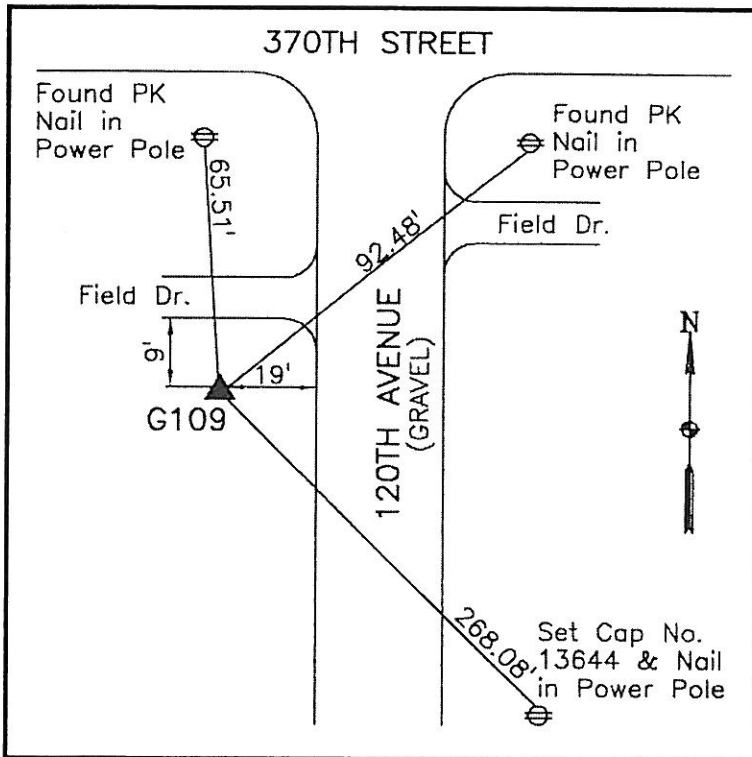 370TH STREET
Found PK
Nail in
Power Pole
Found PK
Nail in
Power Pole
65.51'
92.48'
Field Dr.
Field Dr.
9'
19'
G109
120TH AVENUE
(GRAVEL)
N
268.08'
Set Cap No.
13644 & Nail
in Power Pole